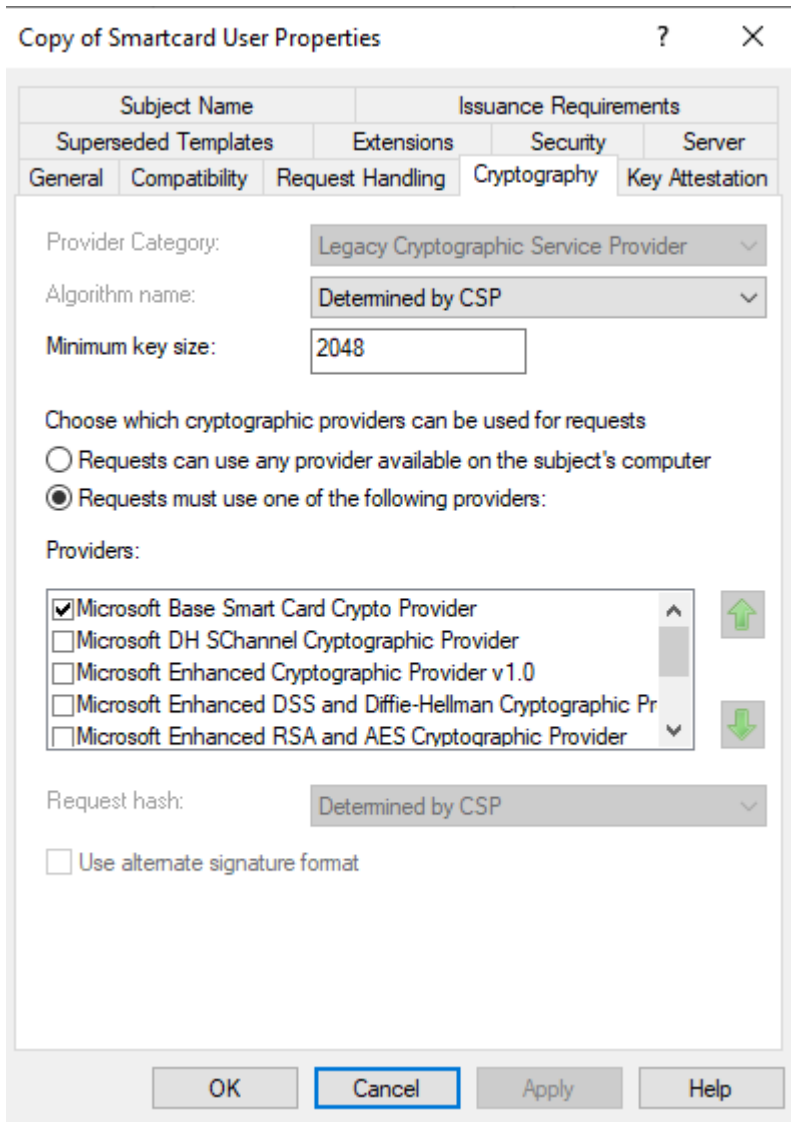 Copy of Smartcard User Properties ? ×
Subject Name Issuance Requirements
Superseded Templates Extensions Security Server
General Compatibility Request Handling Cryptography Key Attestation
Provider Category: Legacy Cryptographic Service Provider
Algorithm name: Determined by CSP
Minimum key size: 2048
Choose which cryptographic providers can be used for requests
Requests can use any provider available on the subject's computer
Requests must use one of the following providers:
Providers:
Microsoft Base Smart Card Crypto Provider
Microsoft DH SChannel Cryptographic Provider
Microsoft Enhanced Cryptographic Provider v1.0
Microsoft Enhanced DSS and Diffie-Hellman Cryptographic Pr
Microsoft Enhanced RSA and AES Cryptographic Provider
Request hash: Determined by CSP
Use alternate signature format
OK Cancel Apply Help